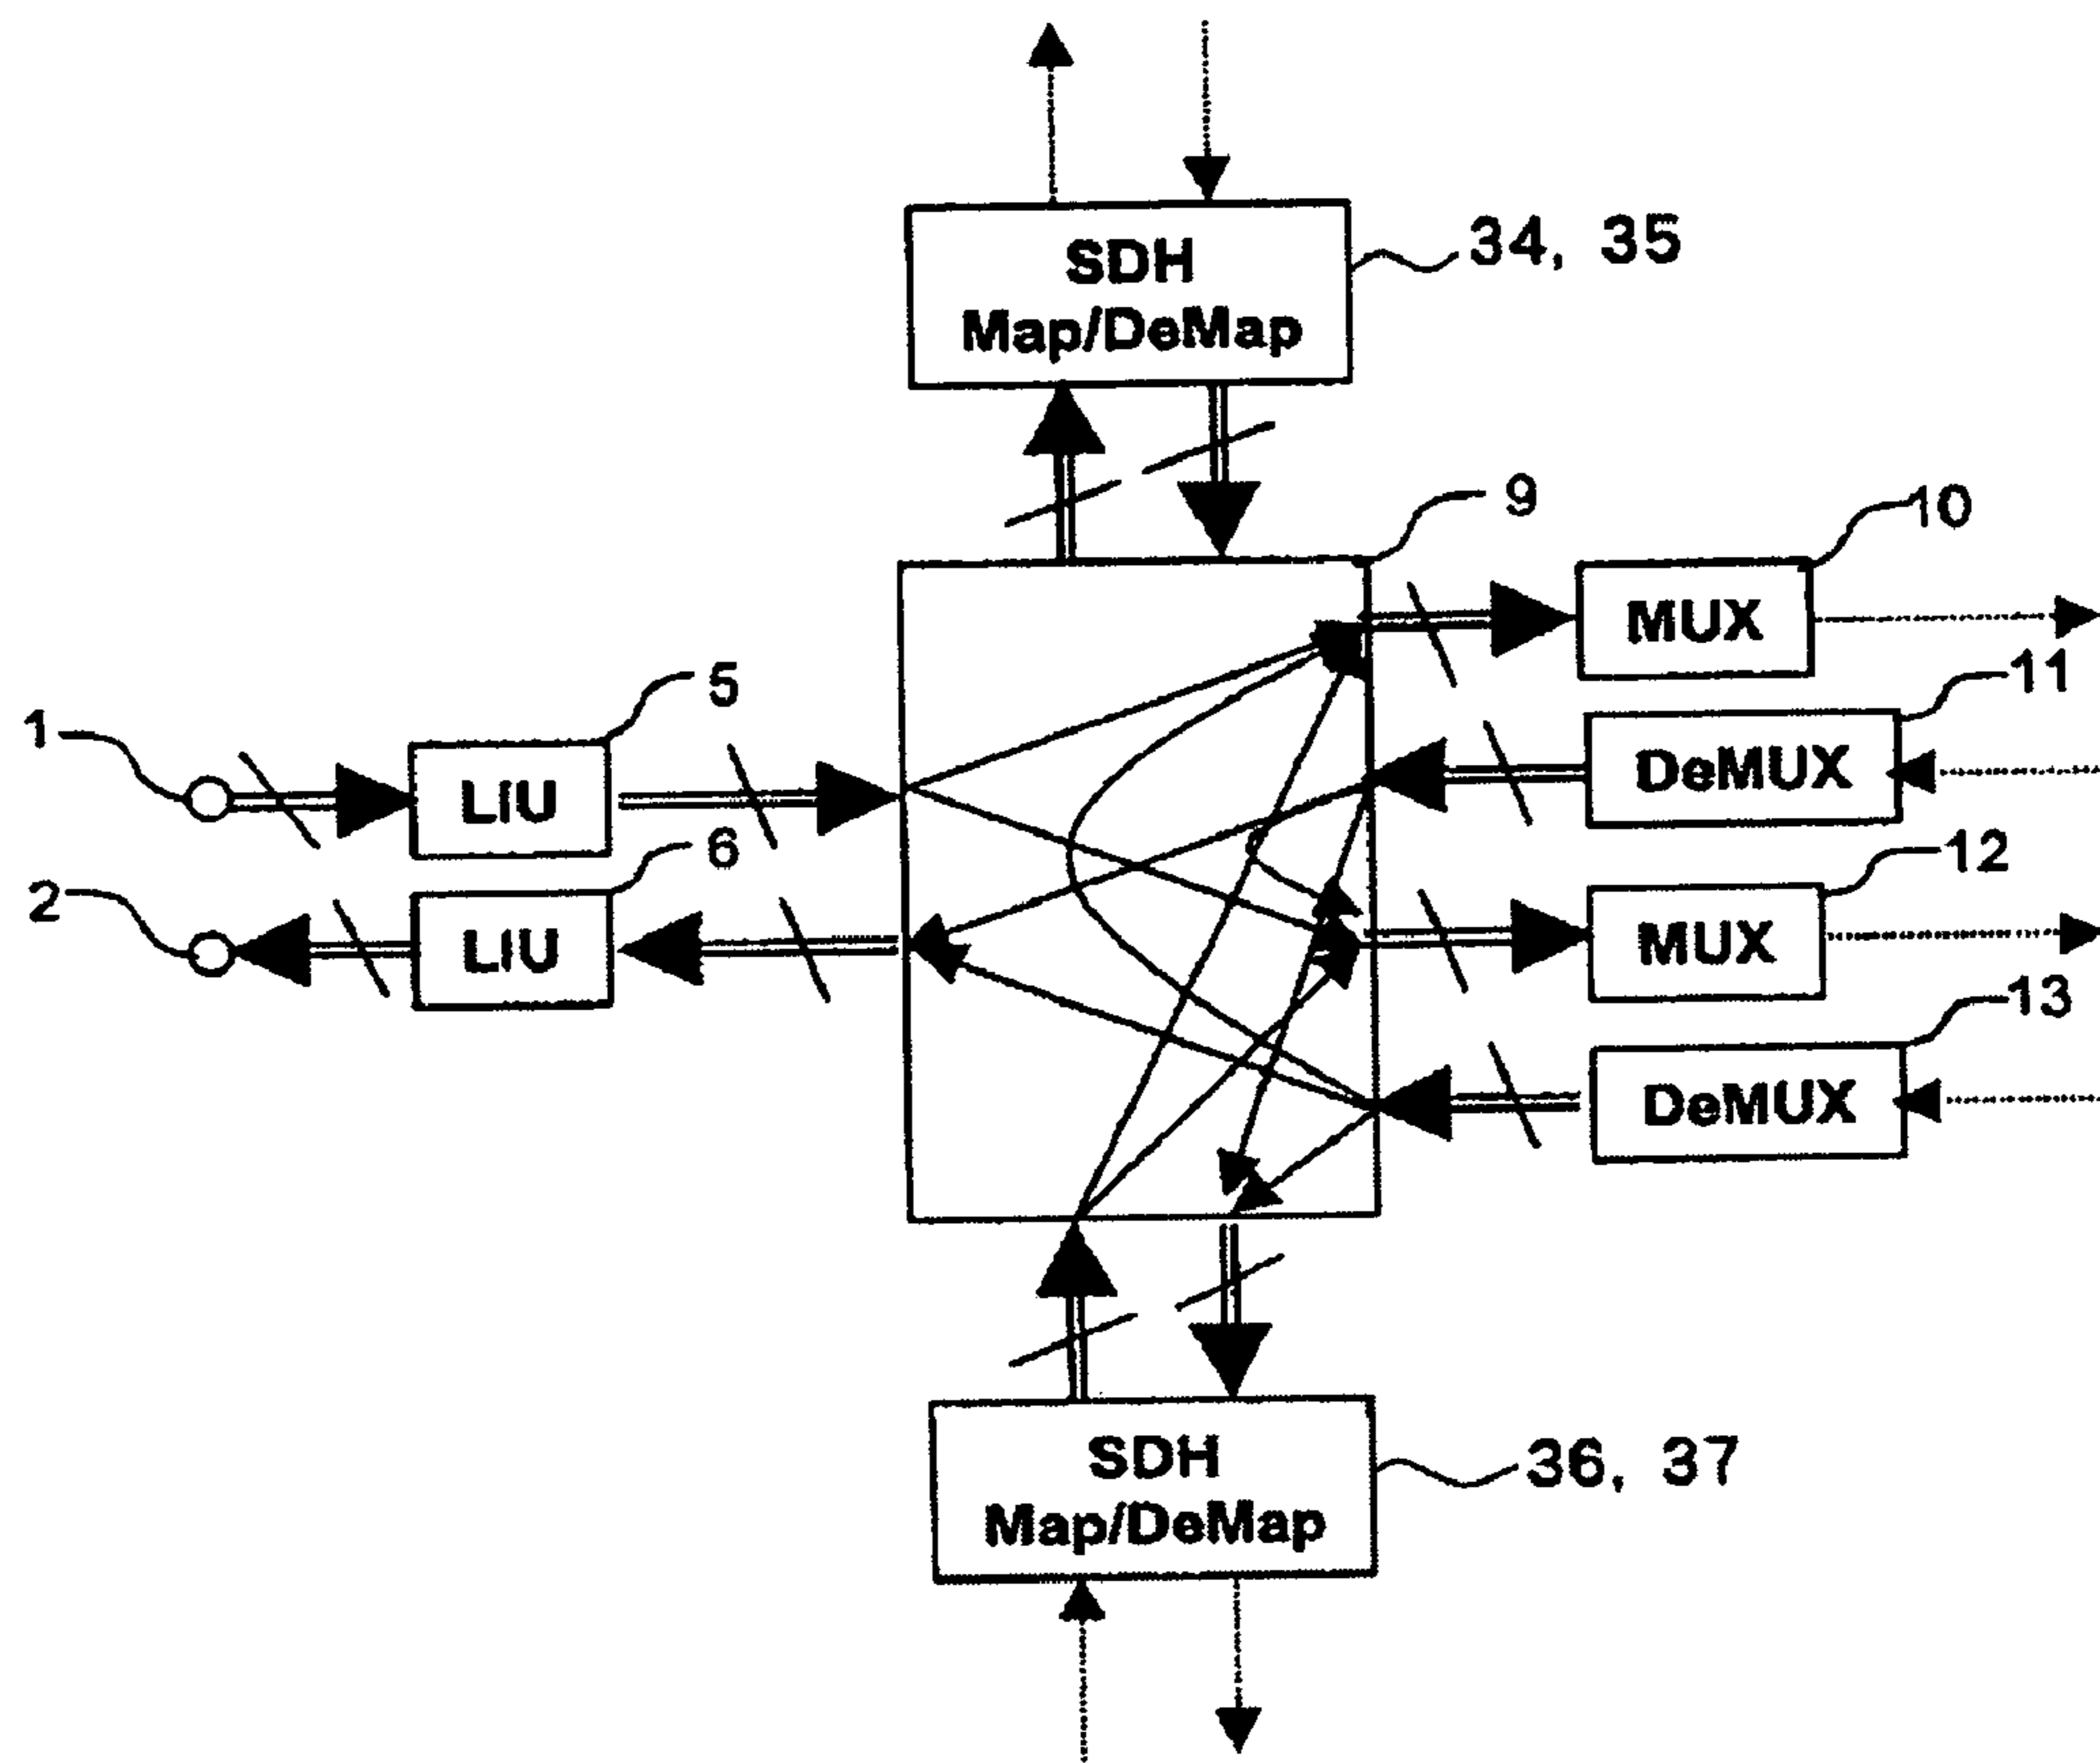 SDH
Map/DeMap
34, 35
9
10
MUX
11
DeMUX
5
1
LIU
6
12
2
LIU
MUX
13
DeMUX
SDH
Map/DeMap
36, 37